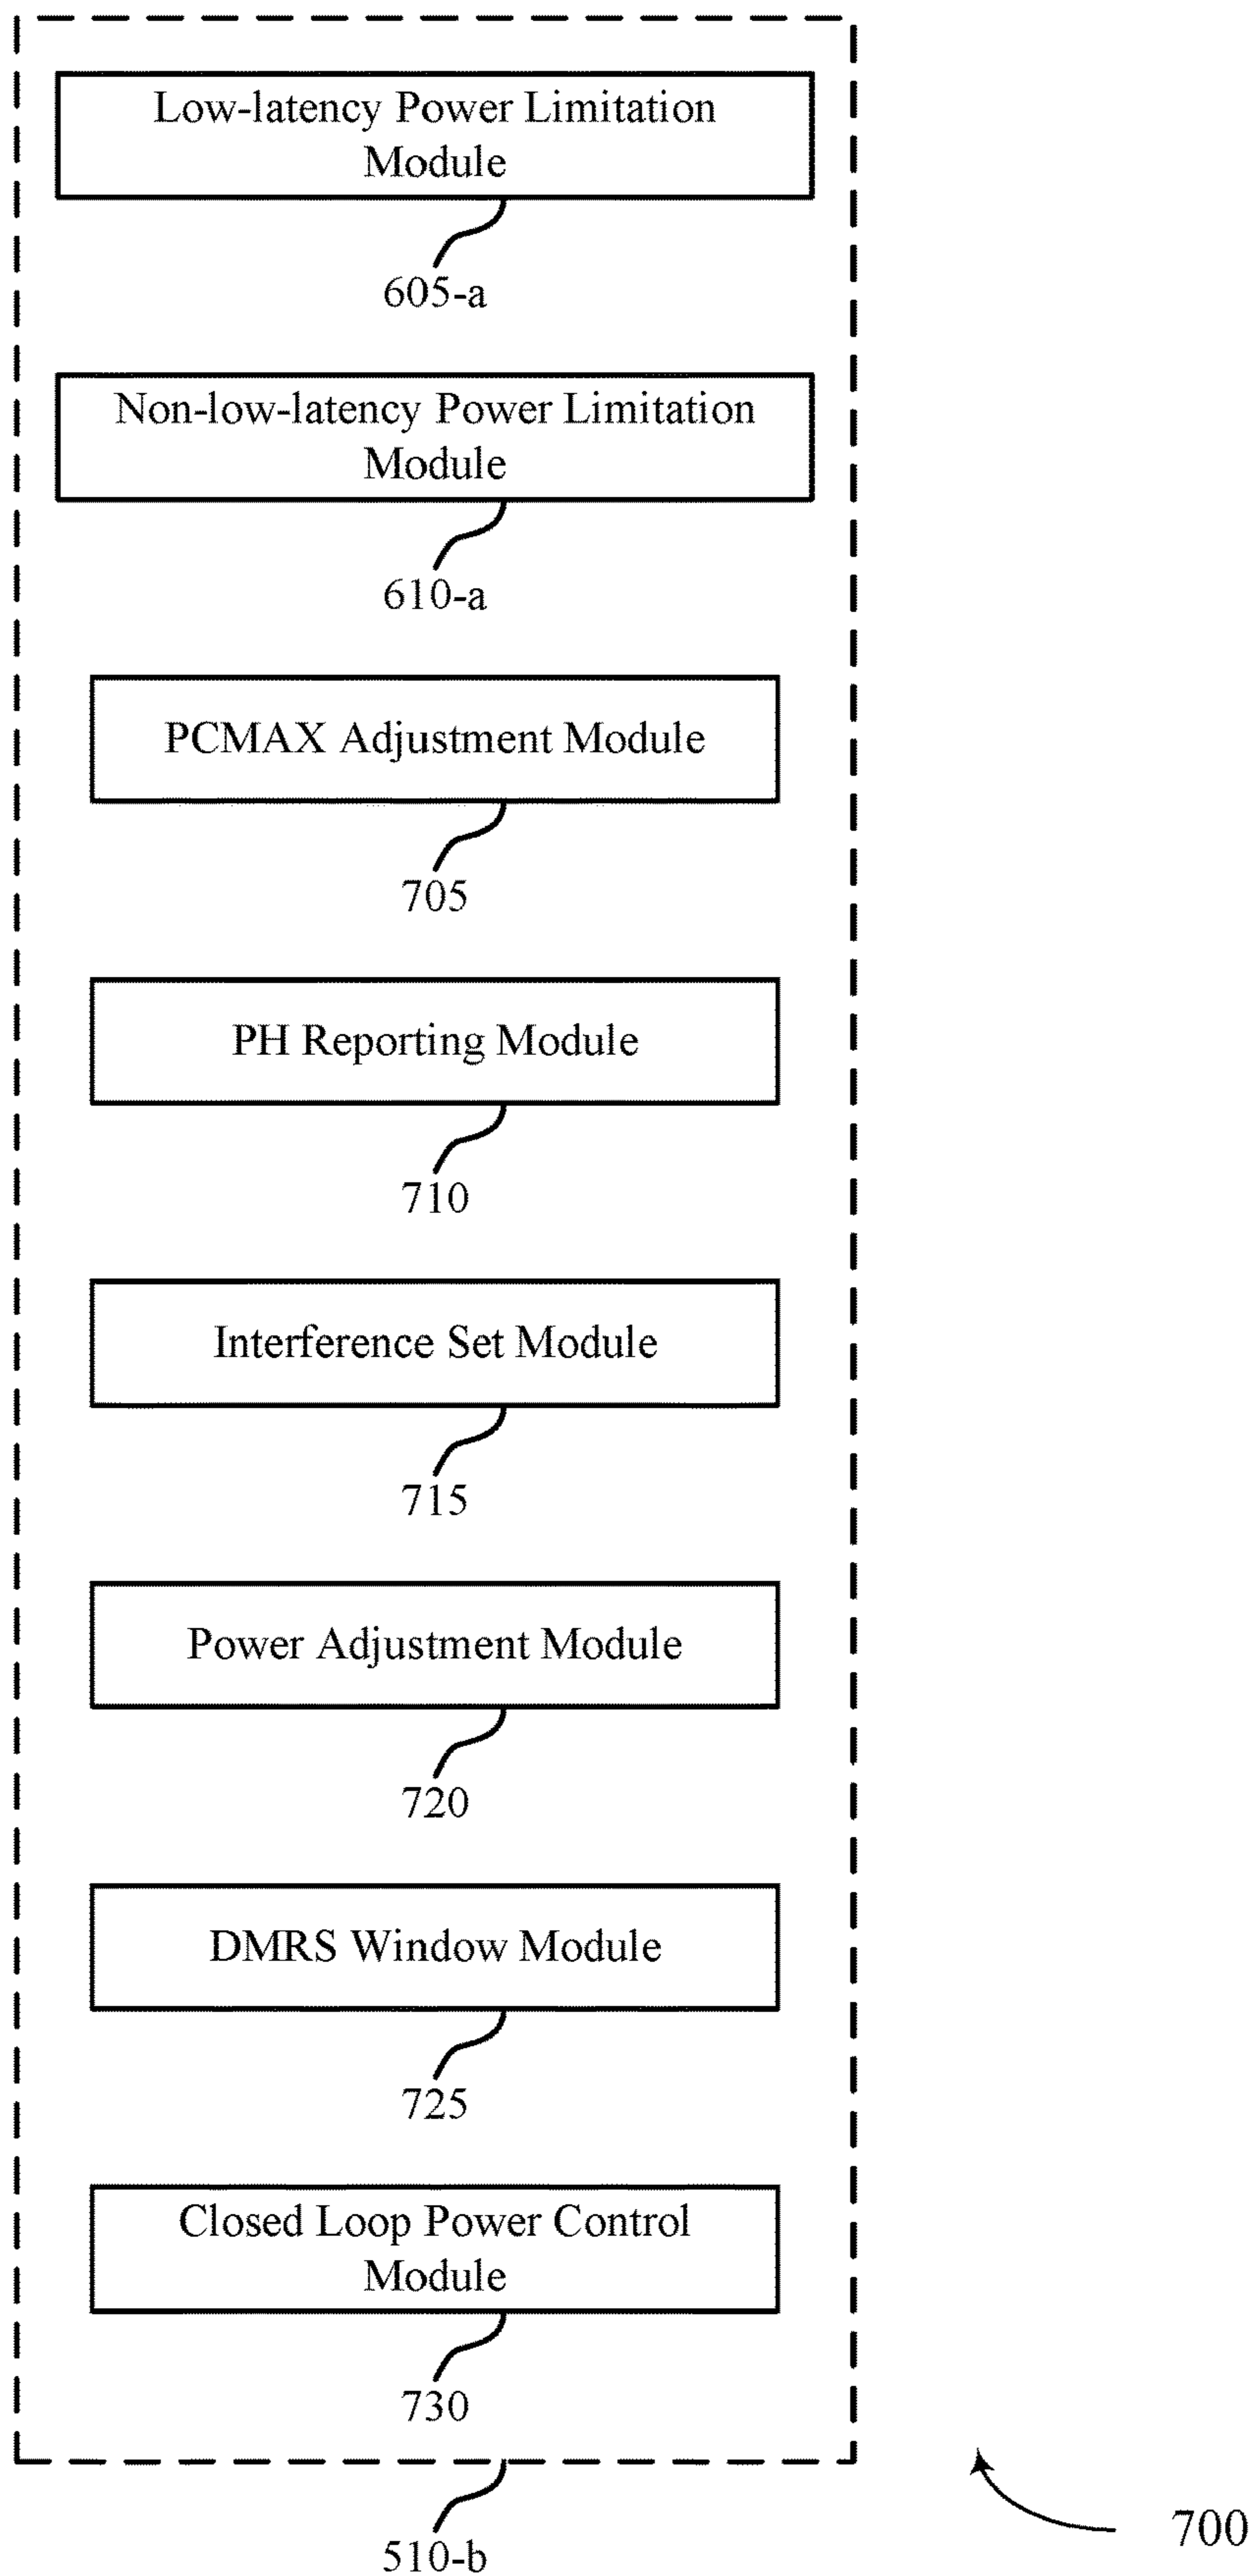 Low-latency Power Limitation
Module
605-a
Non-low-latency Power Limitation
Module
610-a
PCMAX Adjustment Module
705
PH Reporting Module
710
Interference Set Module
715
Power Adjustment Module
720
DMRS Window Module
725
Closed Loop Power Control
Module
730
510-b
700